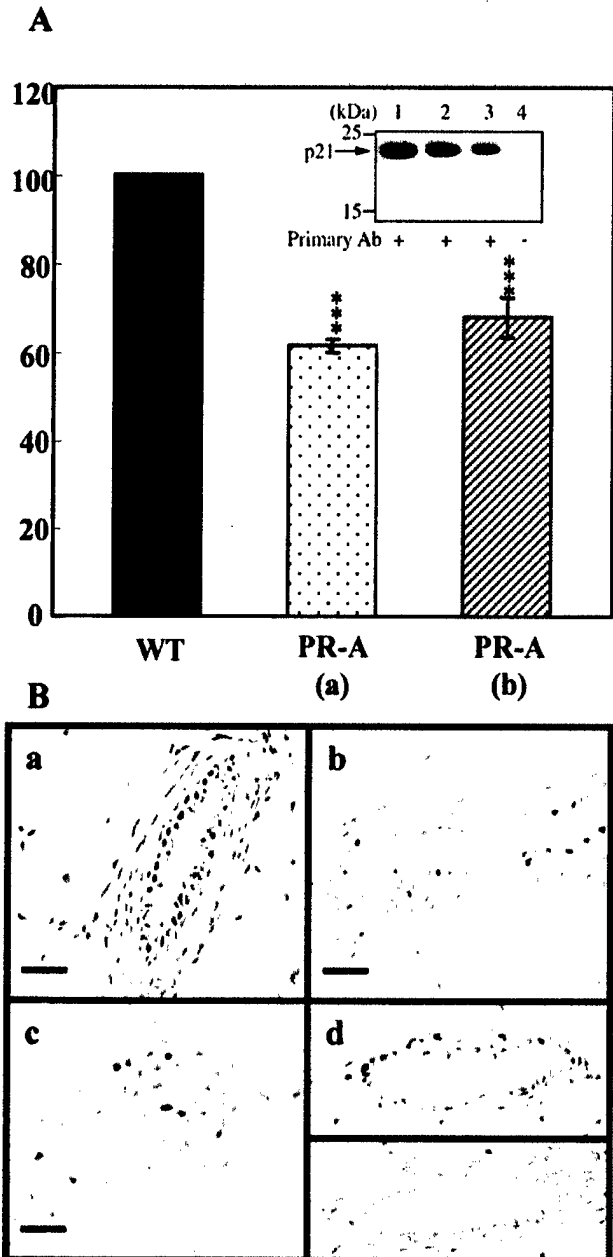 A
120
100
80
60
40
20
0
(kDa) 1 2 3 4
25
p21
15
Primary Ab + + + -
***
***
WT PR-A PR-A
(a) (b)
B
a b
c d